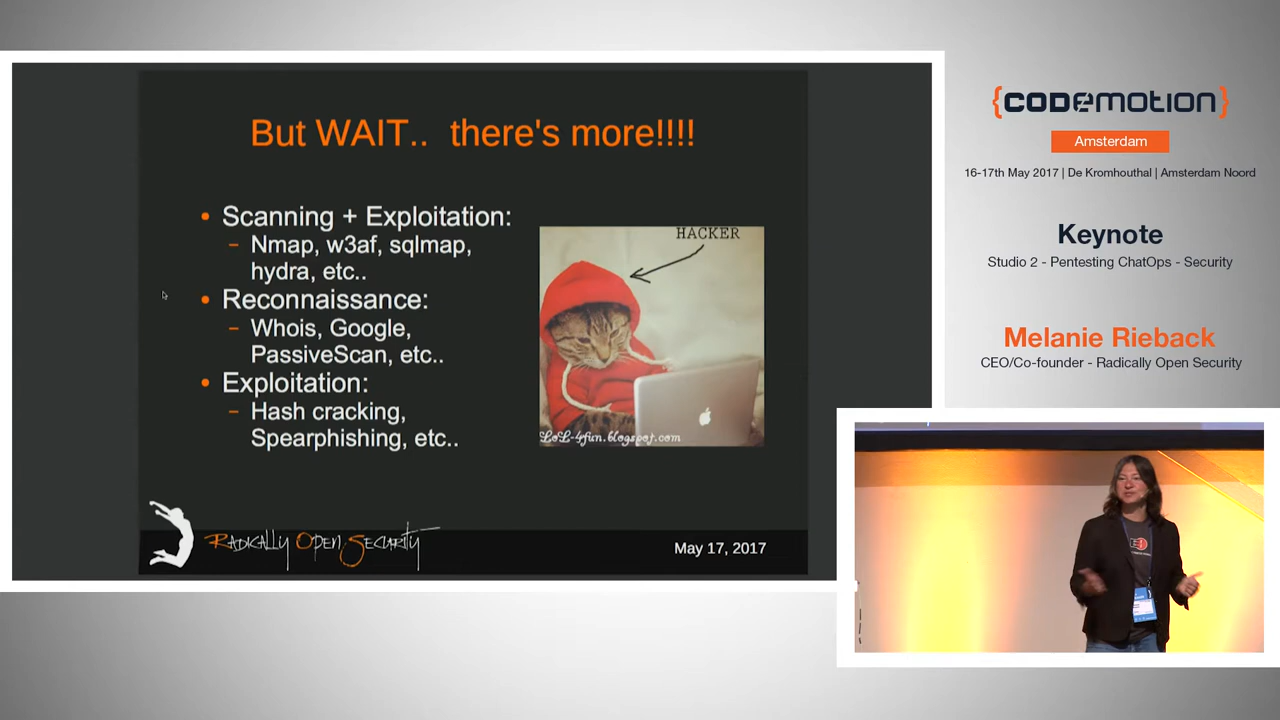 But WAIT.. there's more!!!!
• Scanning + Exploitation:
– Nmap, w3af, sqlmap,
hydra, etc..
• Reconnaissance:
– Whois, Google,
PassiveScan, etc..
• Exploitation:
– Hash cracking,
Spearphishing, etc..
HACKER
LoL-4fun.blogspot.com
Radically Open Security
May 17, 2017
{CODEMOTION}
Amsterdam
16-17th May 2017 | De Kromhouthal | Amsterdam Noord
Keynote
Studio 2 - Pentesting ChatOps - Security
Melanie Rieback
CEO/Co-founder - Radically Open Security